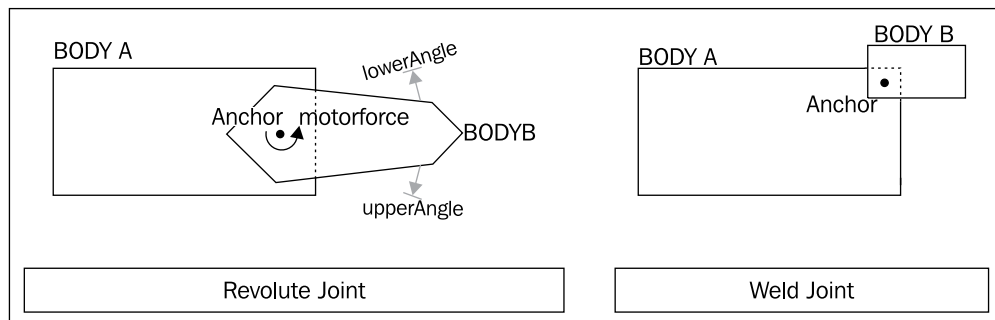 BODY A
lowerAngle
Anchor motorforce
BODYB
upperAngle
Revolute Joint
BODY B
BODY A
Anchor
Weld Joint